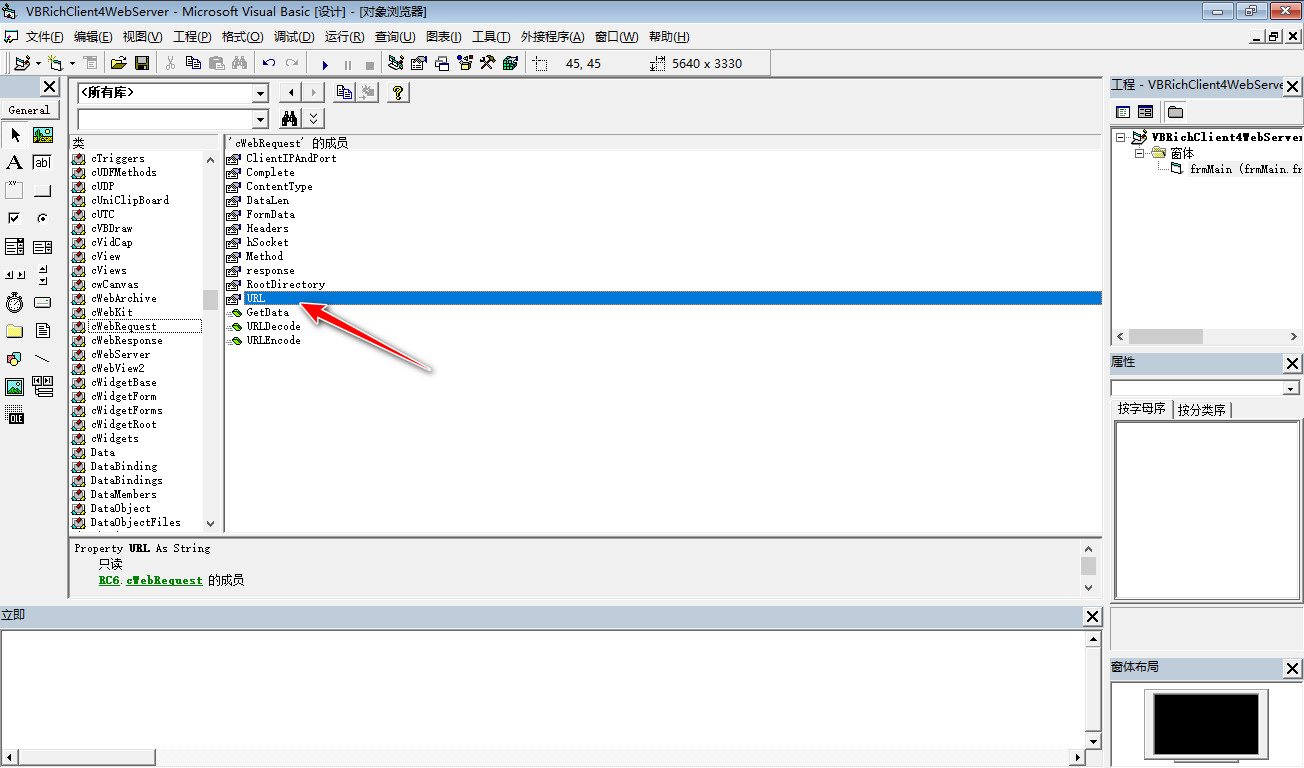 VBRichClient4WebServer - Microsoft Visual Basic [设计] - [对象浏览器]
文件(F) 编辑(E) 视图(V) 工程(P) 格式(O) 调试(D) 运行(R) 查询(U) 图表(I) 工具(T) 外接程序(A) 窗口(W) 帮助(H)
45, 45 5640 x 3330
General
A
abl
xy
OLE
<所有库>
?
类
cTriggers
cUDFMethods
cUDP
cUniClipBoard
cUTC
cVBDraw
cVidCap
cView
cViews
cwCanvas
cWebArchive
cWebKit
cWebRequest
cWebResponse
cWebServer
cWebView2
cWidgetBase
cWidgetForm
cWidgetForms
cWidgetRoot
cWidgets
Data
DataBinding
DataBindings
DataMembers
DataObject
DataObjectFiles
'cWebRequest' 的成员
ClientIPAndPort
Complete
ContentType
DataLen
FormData
Headers
hSocket
Method
response
RootDirectory
URL
GetData
URLDecode
URLEncode
Property URL As String
只读
RC6.cWebRequest 的成员
立即
工程 - VBRichClient4WebServe
VBRichClient4WebServer
窗体
frmMain (frmMain.fr
属性
按字母序 按分类序
窗体布局